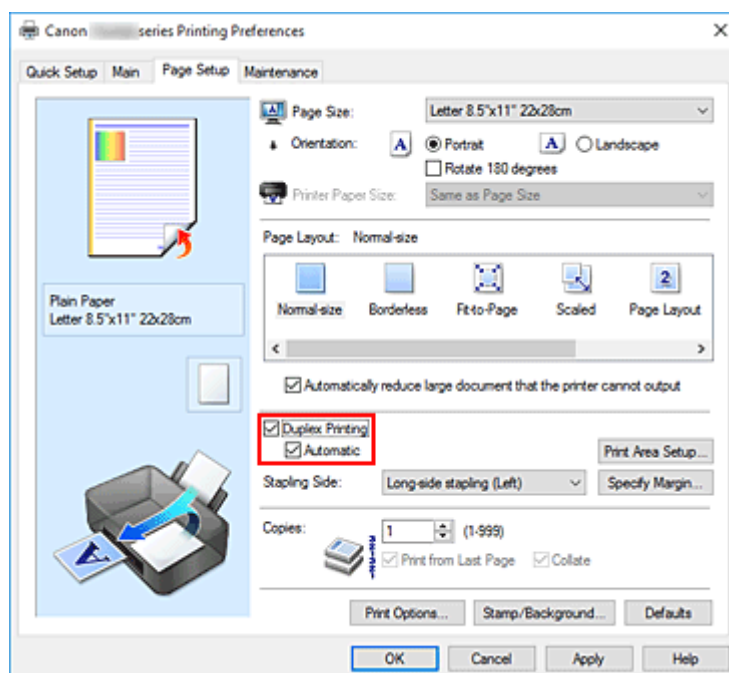 Canon series Printing Preferences
Quick Setup Main Page Setup Maintenance
Page Size: Letter 8.5"x11" 22x28cm
Orientation: A Portrait A Landscape
Rotate 180 degrees
Printer Paper Size: Same as Page Size
Page Layout: Normal-size
2
Normal-size Borderless Fit-to-Page Scaled Page Layout
Plain Paper
Letter 8.5"x11" 22x28cm
Automatically reduce large document that the printer cannot output
Duplex Printing
Automatic Print Area Setup...
Stapling Side: Long-side stapling (Left) Specify Margin...
Copies: 1 (1-999)
Print from Last Page Collate
A
Print Options... Stamp/Background... Defaults
OK Cancel Apply Help